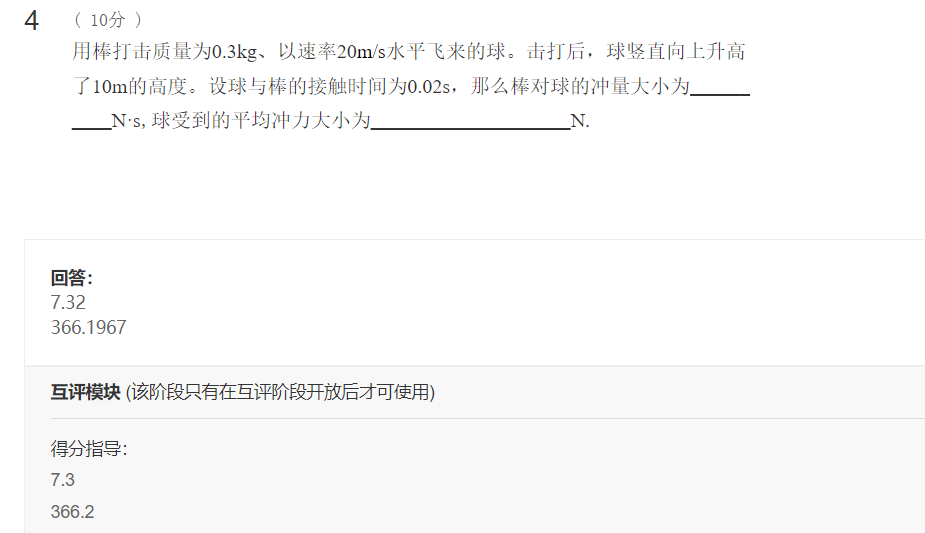 4 （ 10分 ）
用棒打击质量为0.3kg、以速率20m/s水平飞来的球。击打后，球竖直向上升高
了10m的高度。设球与棒的接触时间为0.02s，那么棒对球的冲量大小为______
____N·s, 球受到的平均冲力大小为____________________N.
回答：
7.32
366.1967
互评模块 (该阶段只有在互评阶段开放后才可使用)
得分指导：
7.3
366.2